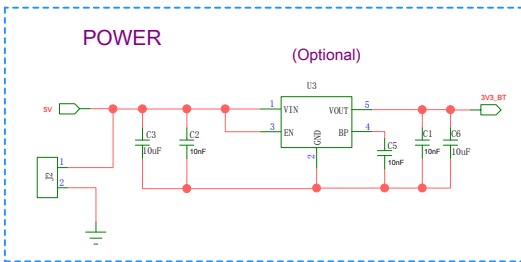 POWER
(Optional)
U3
5V
1 VIN VOUT 5
3V3_BT
3 EN BP 4
GND
2
C3
10uF
C2
10nF
C5
10nF
C1
10nF
C6
10uF
J2
1
2